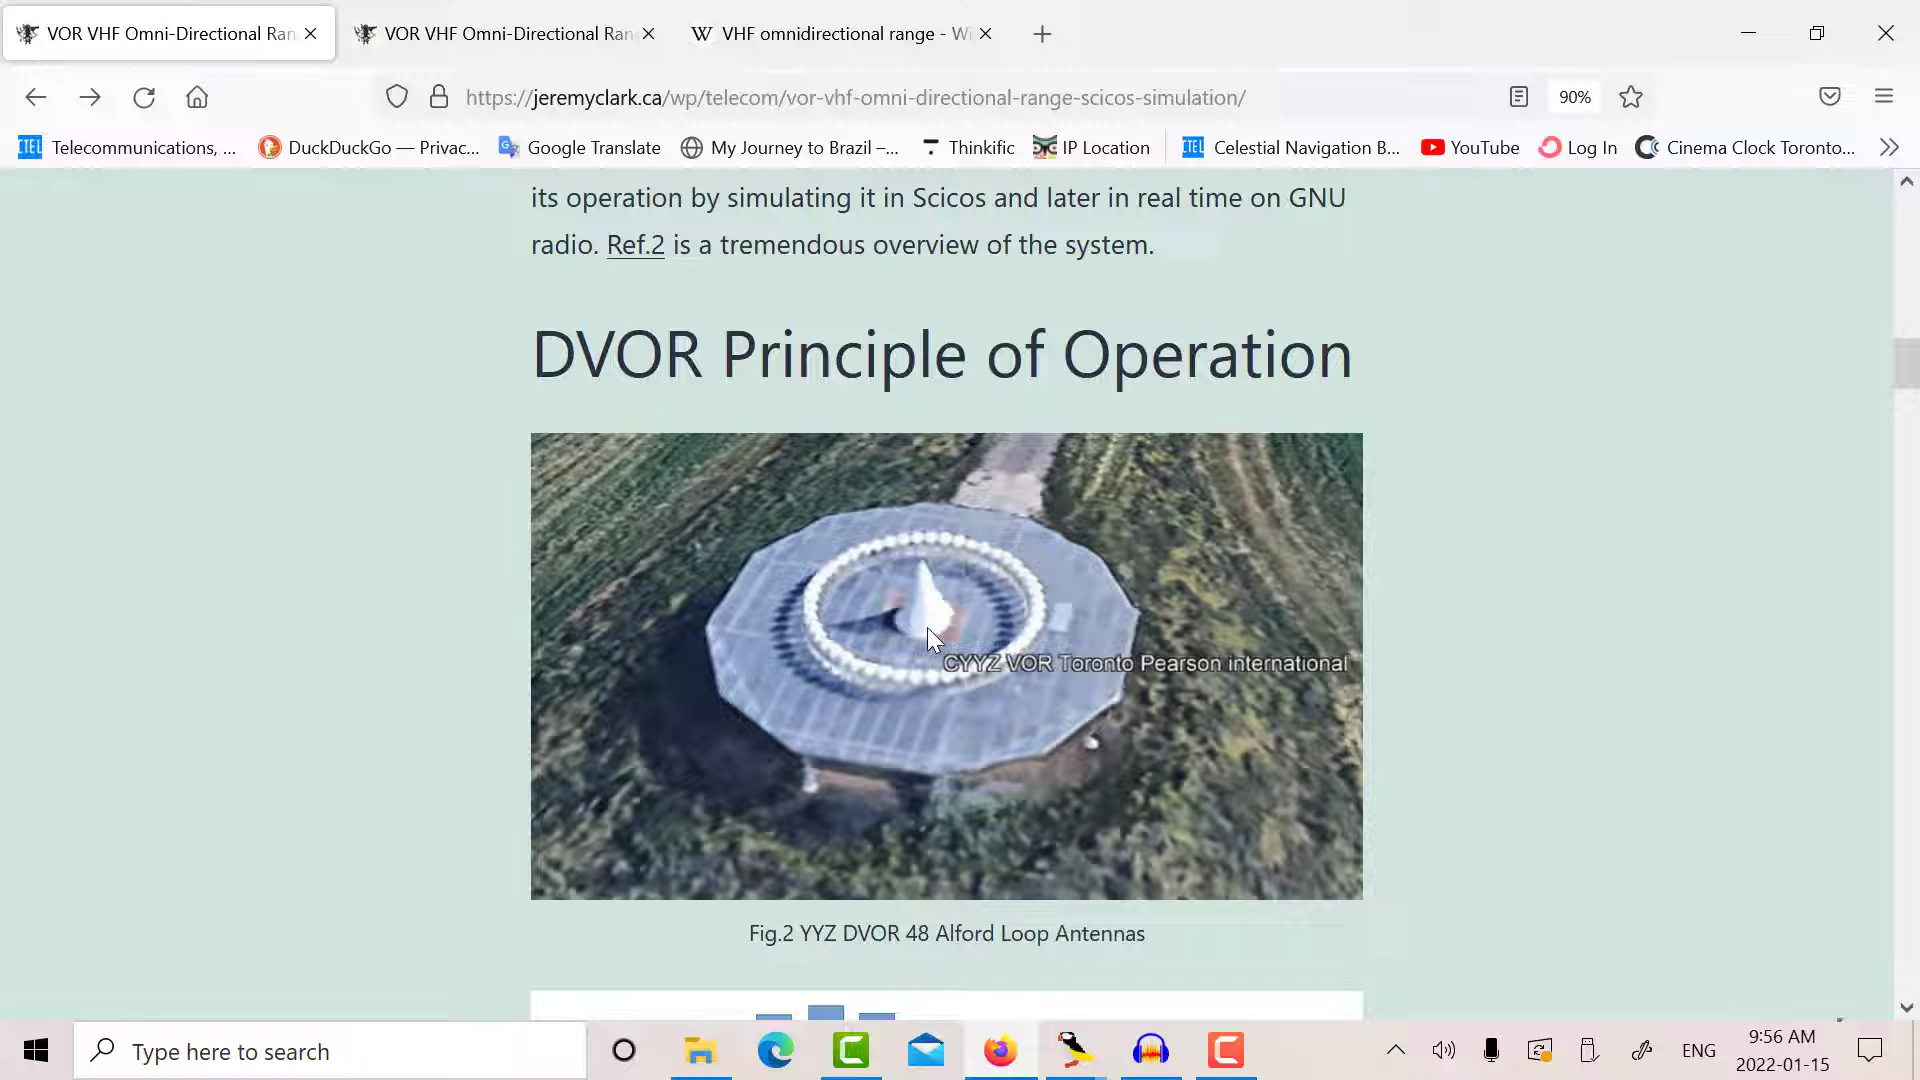 VOR VHF Omni-Directional Ran
VOR VHF Omni-Directional Ran
W VHF omnidirectional range - Wi
https://jeremyclark.ca/wp/telecom/vor-vhf-omni-directional-range-scicos-simulation/
90%
CTEL Telecommunications, ...
DuckDuckGo — Privac...
Google Translate
My Journey to Brazil –...
Thinkific
IP Location
CTEL Celestial Navigation B...
YouTube
Log In
Cinema Clock Toronto...
its operation by simulating it in Scicos and later in real time on GNU
radio. Ref.2 is a tremendous overview of the system.
DVOR Principle of Operation
CYYZ VOR Toronto Pearson international
Fig.2 YYZ DVOR 48 Alford Loop Antennas
Type here to search
ENG
9:56 AM
2022-01-15